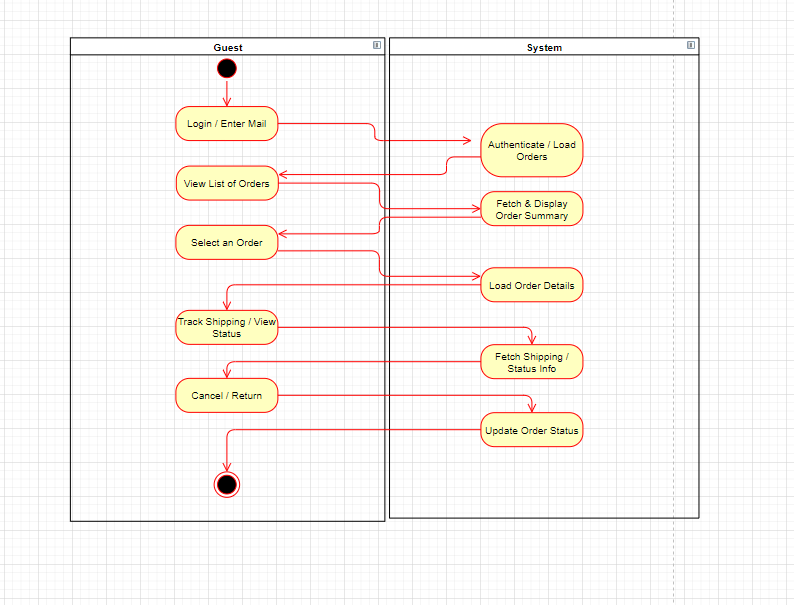 Guest
System
Login / Enter Mail
Authenticate / Load
Orders
View List of Orders
Fetch & Display
Order Summary
Select an Order
Load Order Details
Track Shipping / View
Status
Fetch Shipping /
Status Info
Cancel / Return
Update Order Status